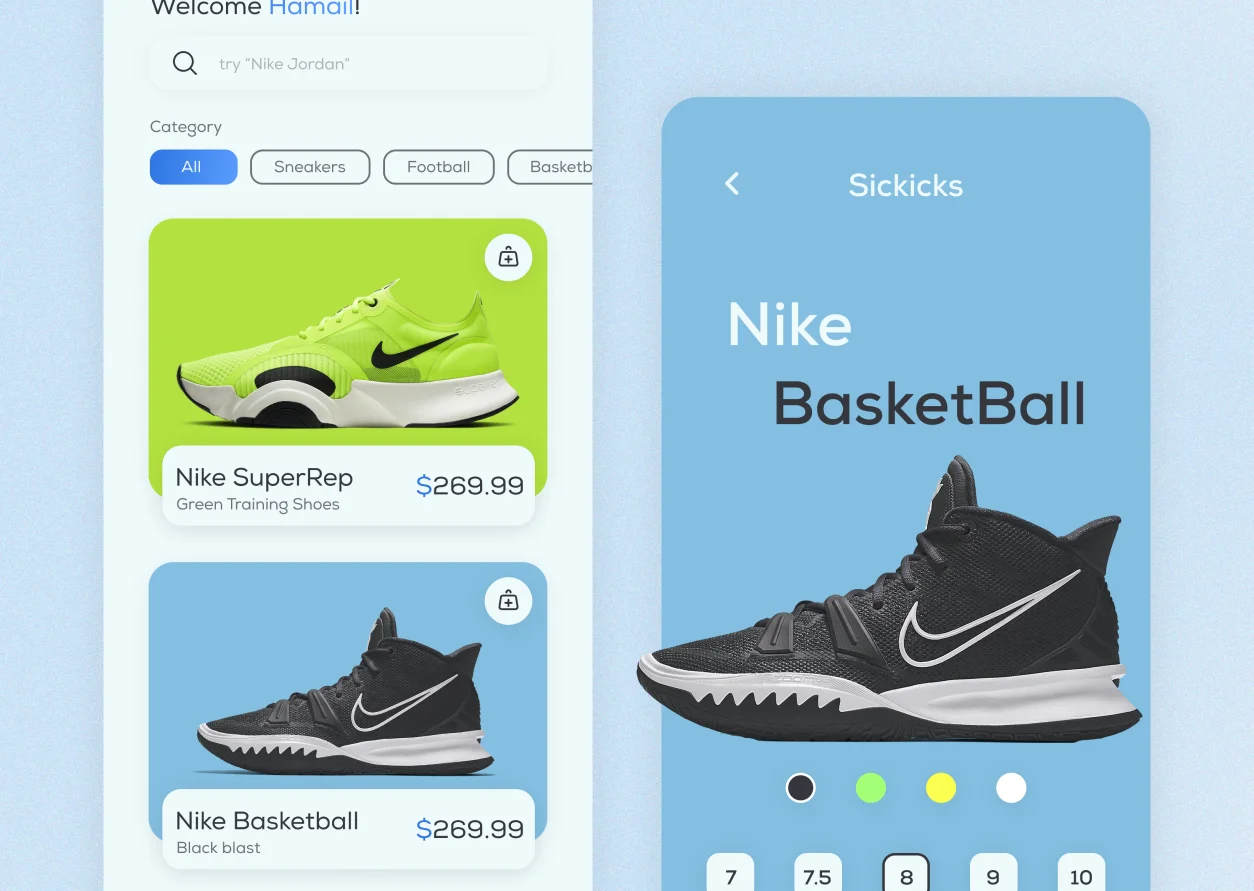 Welcome Hamail!
try “Nike Jordan”
Category
All
Sneakers
Football
Basketb
Nike SuperRep
Green Training Shoes
$269.99
Nike Basketball
Black blast
$269.99
Sickicks
Nike
BasketBall
7
7.5
8
9
10